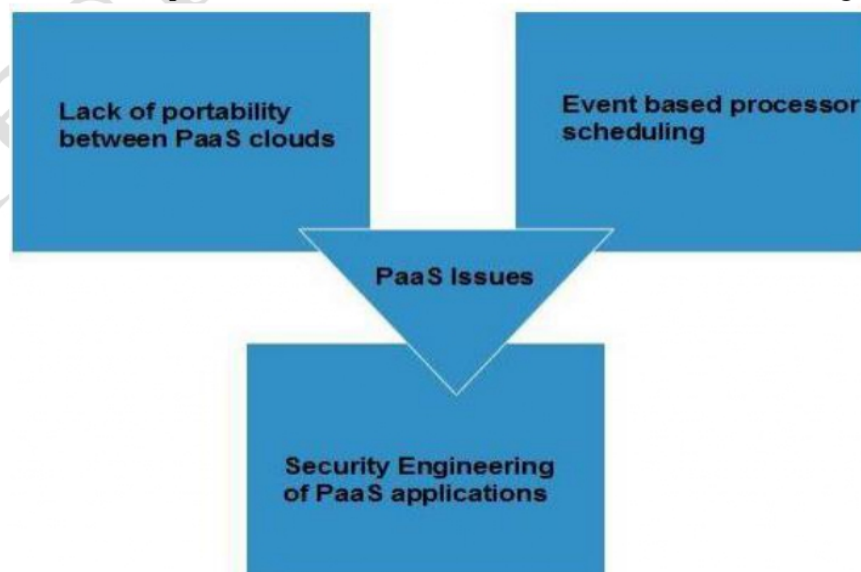 Lack of portability
between PaaS clouds
Event based processor
scheduling
PaaS Issues
Security Engineering
of PaaS applications